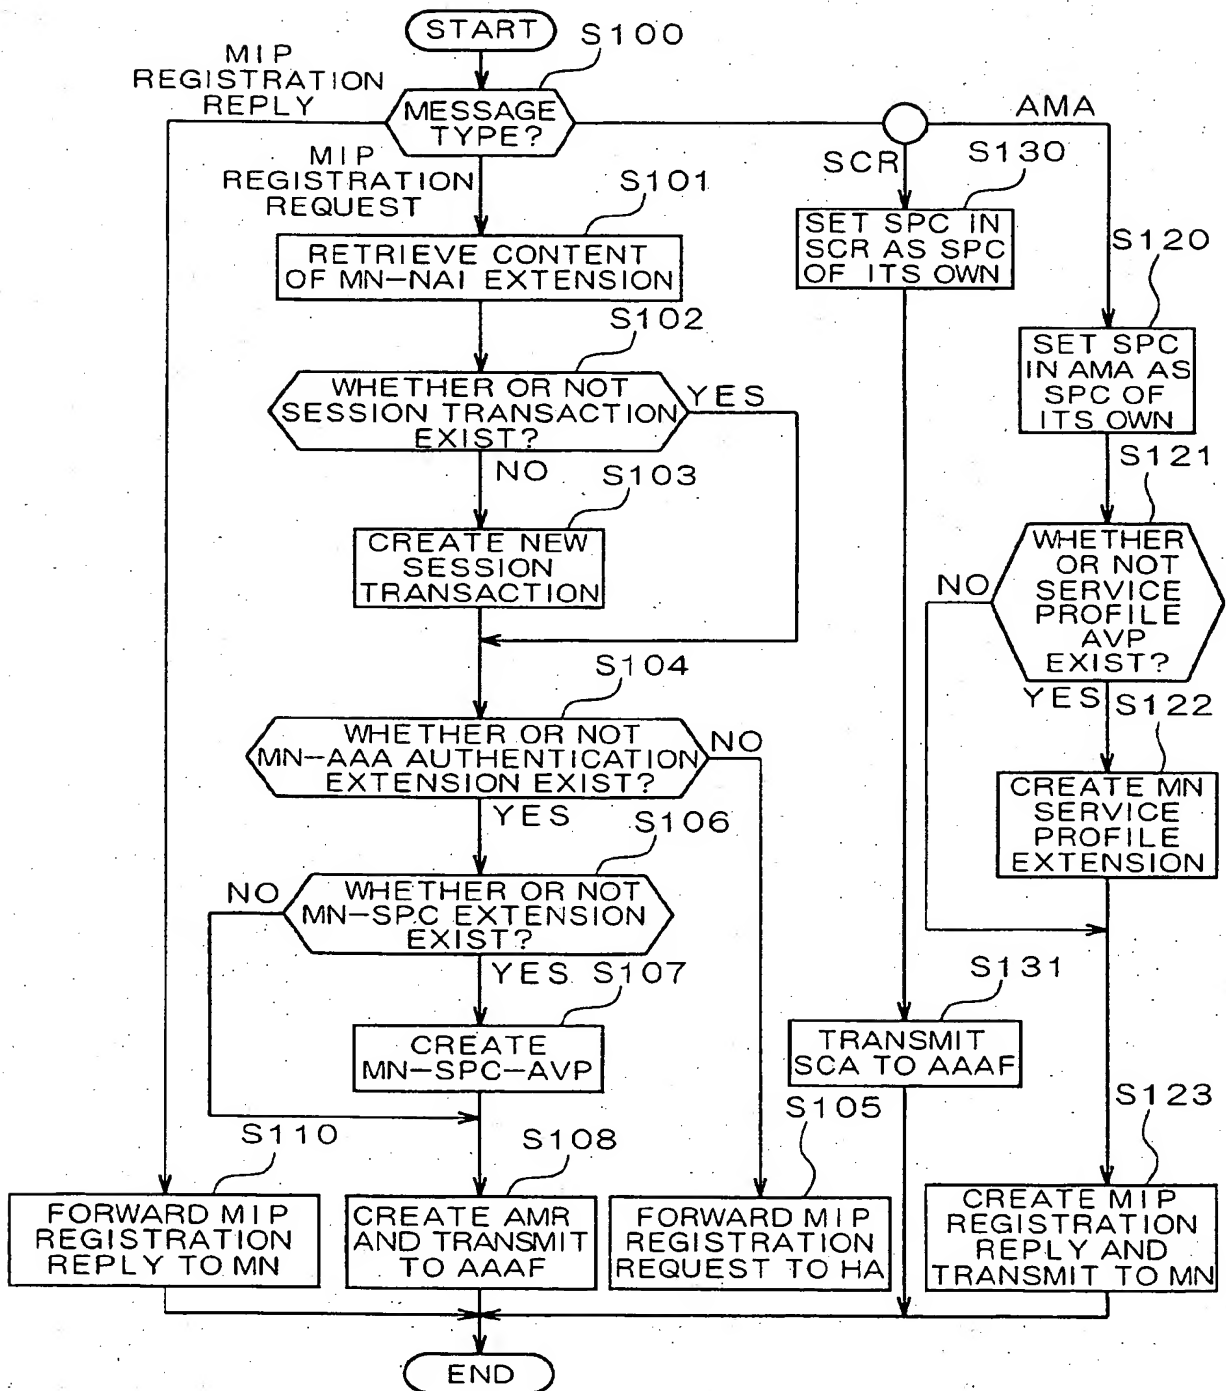 START
S100
MIP
REGISTRATION
REPLY
MESSAGE
TYPE?
AMA
MIP
REGISTRATION
REQUEST
SCR
S130
S101
RETRIEVE CONTENT
OF MN-NAI EXTENSION
SET SPC IN
SCR AS SPC
OF ITS OWN
S120
S102
WHETHER OR NOT
SESSION TRANSACTION
EXIST?
YES
NO
SET SPC
IN AMA AS
SPC OF
ITS OWN
S103
CREATE NEW
SESSION
TRANSACTION
S121
WHETHER
OR NOT
SERVICE
PROFILE
AVP
EXIST?
NO
YES
S104
WHETHER OR NOT
MN-AAA AUTHENTICATION
EXTENSION EXIST?
NO
YES
S122
CREATE MN
SERVICE
PROFILE
EXTENSION
S106
WHETHER OR NOT
MN-SPC EXTENSION
EXIST?
NO
YES
S107
CREATE
MN-SPC-AVP
S131
TRANSMIT
SCA TO AAAF
S110
FORWARD MIP
REGISTRATION
REPLY TO MN
S108
CREATE AMR
AND TRANSMIT
TO AAAF
S105
FORWARD MIP
REGISTRATION
REQUEST TO HA
S123
CREATE MIP
REGISTRATION
REPLY AND
TRANSMIT TO MN
END